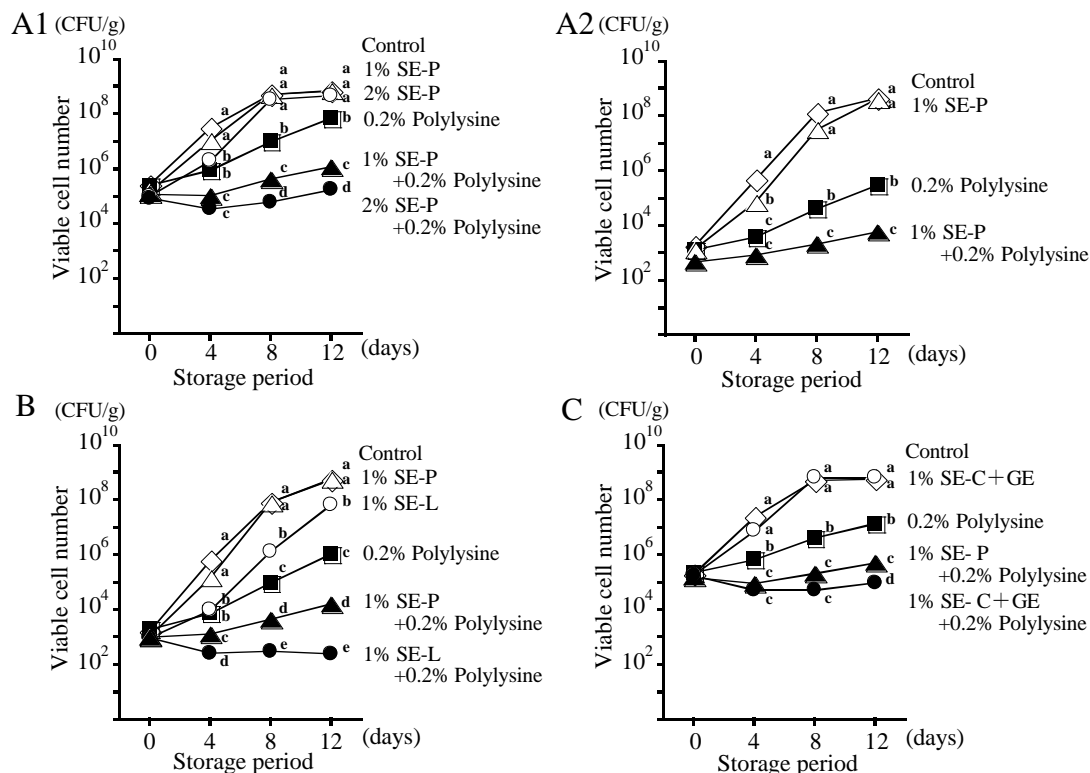 A1 (CFU/g)
10^10
10^8
10^6
10^4
10^2
Viable cell number
0 4 8 12 (days)
Storage period
a a a
a a
a a a
b b b
b c c
c d d
Control
1% SE-P
2% SE-P
0.2% Polylysine
1% SE-P
+0.2% Polylysine
2% SE-P
+0.2% Polylysine
A2 (CFU/g)
10^10
10^8
10^6
10^4
10^2
Viable cell number
0 4 8 12 (days)
Storage period
a a
a a
b b b
c c c
c
Control
1% SE-P
0.2% Polylysine
1% SE-P
+0.2% Polylysine
B (CFU/g)
10^10
10^8
10^6
10^4
10^2
Viable cell number
0 4 8 12 (days)
Storage period
a a a
a a a
b b b
b c c
c d d
d e e
Control
1% SE-P
1% SE-L
0.2% Polylysine
1% SE-P
+0.2% Polylysine
1% SE-L
+0.2% Polylysine
C (CFU/g)
10^10
10^8
10^6
10^4
10^2
Viable cell number
0 4 8 12 (days)
Storage period
a a a
a a a
b b b
c c c
c d
Control
1% SE-C+GE
0.2% Polylysine
1% SE- P
+0.2% Polylysine
1% SE- C+GE
+0.2% Polylysine